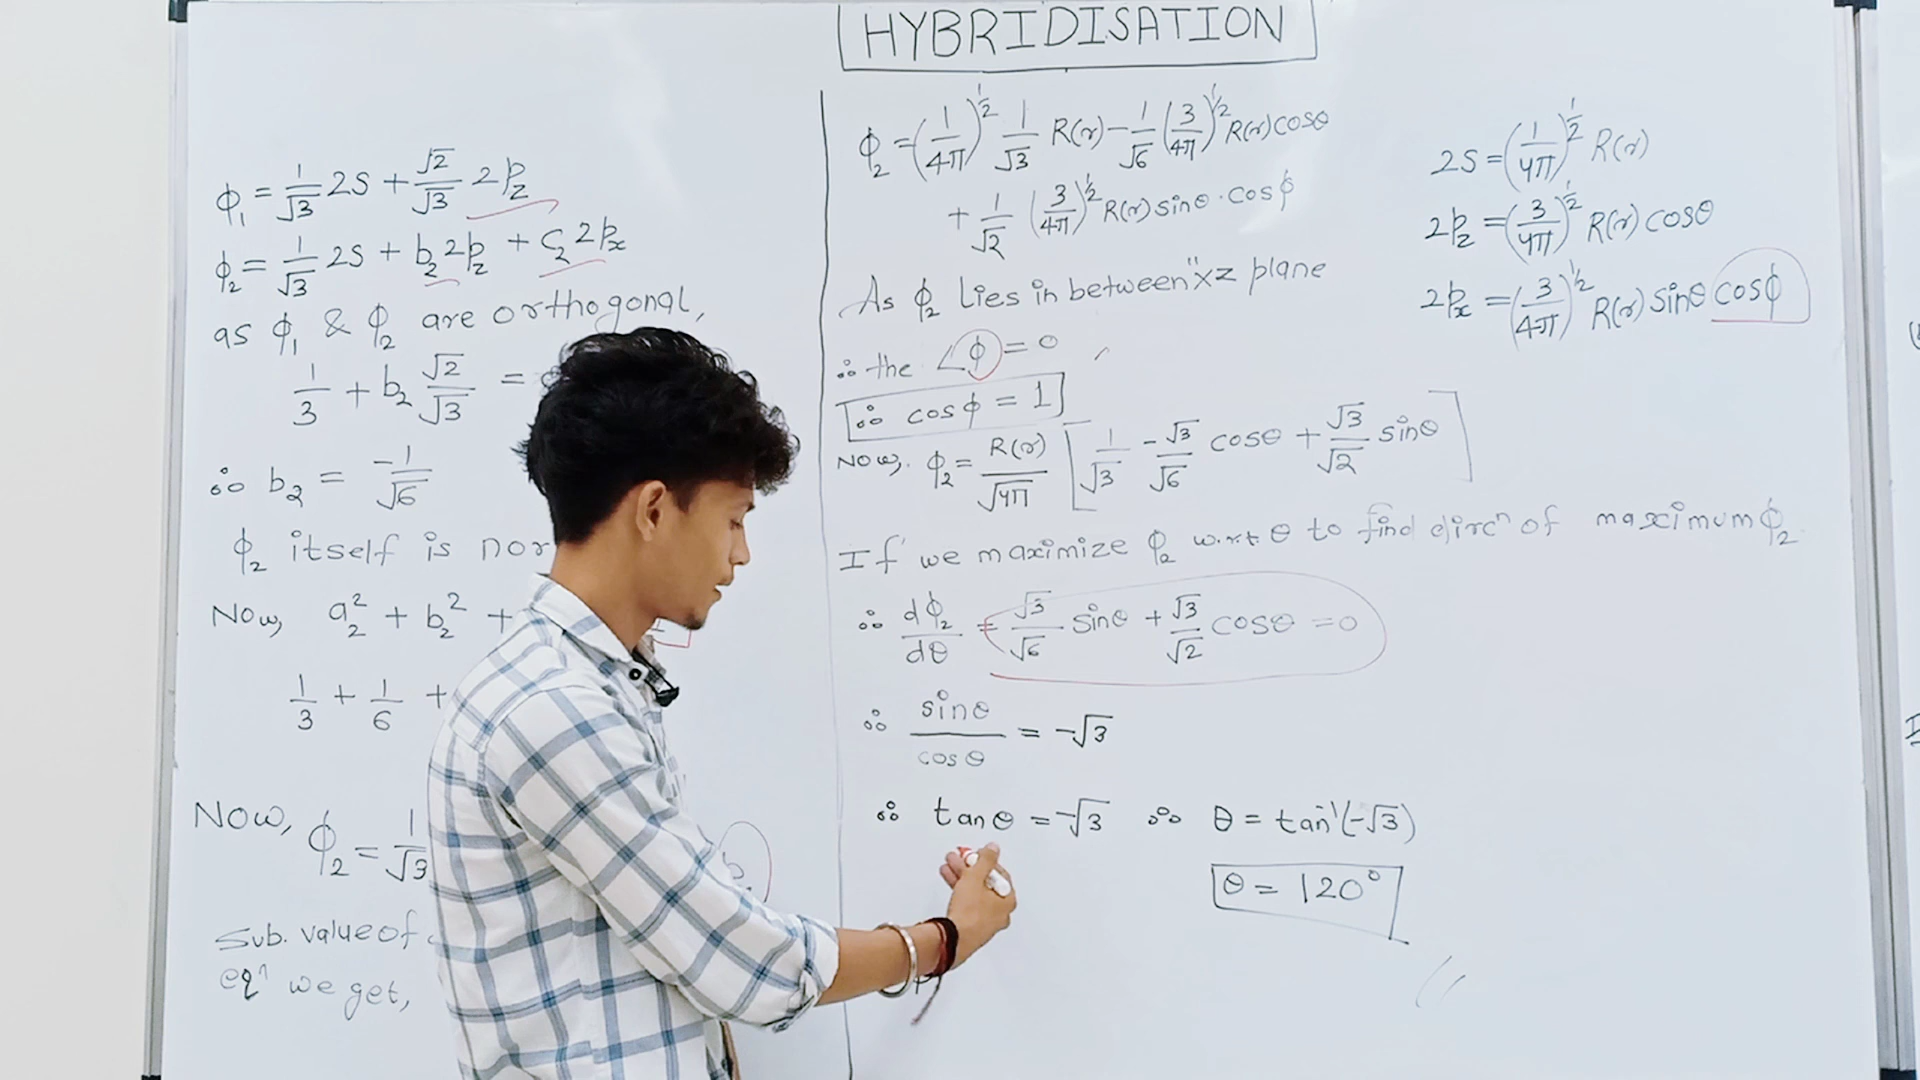 HYBRIDISATION
ϕ₁ = 1/√3 2S + √2/√3 2p_z
ϕ₂ = 1/√3 2S + b₂ 2p_z + c₂ 2p_x
as ϕ₁ & ϕ₂ are orthogonal,
1/3 + b₂ √2/√3 =
∴ b₂ = -1/√6
ϕ₂ itself is nor
Now, a₂² + b₂² +
1/3 + 1/6 +
Now, ϕ₂ = 1/√3
Sub. value of
eqⁿ we get,
ϕ₂ = (1/4π)^1/2 1/√3 R(r) - 1/√6 (3/4π)^1/2 R(r) cosθ
+ 1/√2 (3/4π)^1/2 R(r) sinθ · cosϕ
As ϕ₂ lies in between "xz plane
∴ the ∠ϕ = 0
∴ cosϕ = 1
Now, ϕ₂ = R(r)/√4π [1/√3 - √3/√6 cosθ + √3/√2 sinθ]
If we maximize ϕ₂ w.r.t θ to find dircⁿ of maximum ϕ₂
∴ dϕ₂/dθ = √3/√6 sinθ + √3/√2 cosθ = 0
∴ sinθ/cosθ = -√3
∴ tanθ = -√3 ∴ θ = tan⁻¹(-√3)
θ = 120°
2S = (1/4π)^1/2 R(r)
2p_z = (3/4π)^1/2 R(r) cosθ
2p_x = (3/4π)^1/2 R(r) sinθ cosϕ